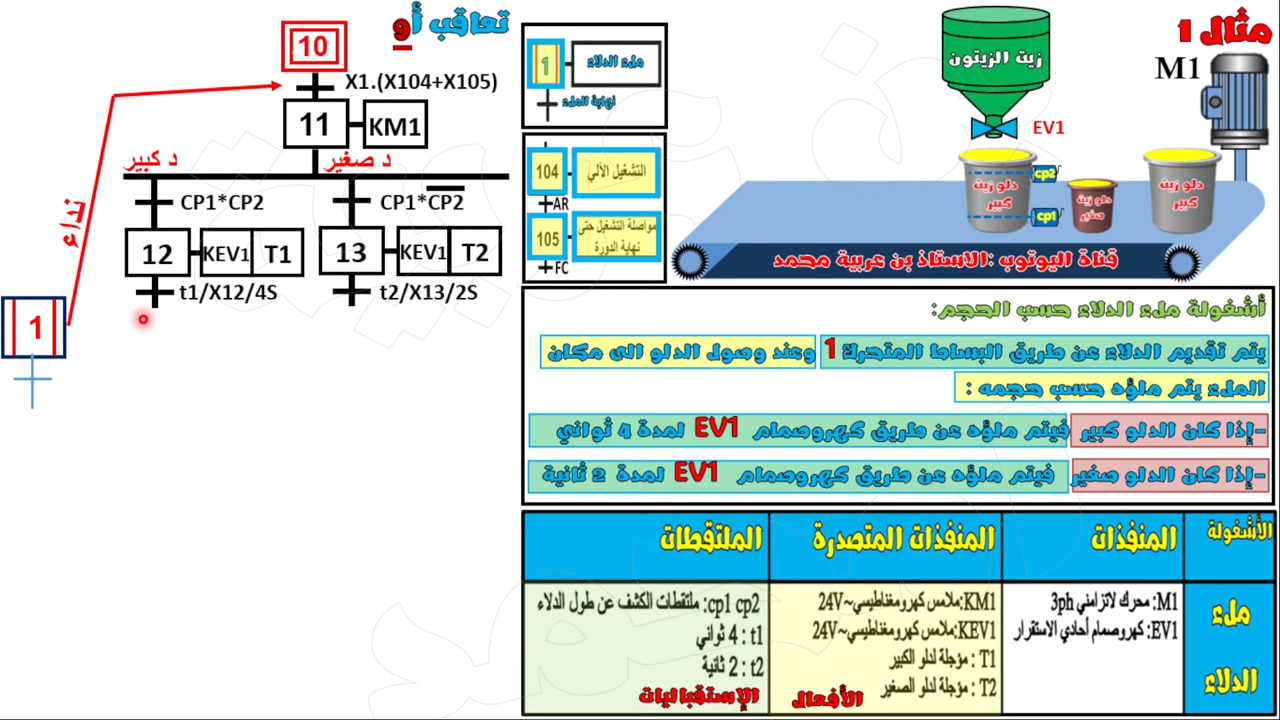 مثال 1
M1
زيت الزيتون
EV1
cp2
cp1
دلو زيت
كبير
دلو زيت
صغير
دلو زيت
كبير
قناة اليوتوب :الاستاذ بن عربية محمد
1
ملء الدلاء
نهاية الملء
104
التشغيل الآلي
AR
105
مواصلة التشغيل حتى
نهاية الدورة
FC
تعاقب أو
10
X1.(X104+X105)
11
KM1
د كبير
د صغير
CP1*CP2
CP1*C̅P̅2̅
12
KEV1
T1
13
KEV1
T2
t1/X12/4S
t2/X13/2S
نداء
1
أشغولة ملء الدلاء حسب الحجم:
يتم تقديم الدلاء عن طريق البساط المتحرك 1 وعند وصول الدلو الى مكان
الملء يتم ملؤه حسب حجمه :
-إذا كان الدلو كبير فيتم ملؤه عن طريق كهروصمام EV1 لمدة 4 ثواني
-إذا كان الدلو صغير فيتم ملؤه عن طريق كهروصمام EV1 لمدة 2 ثانية
الأشغولة
المنفذات
المنفذات المتصدرة
الملتقطات
ملء
الدلاء
M1: محرك لاتزامني 3ph
EV1: كهروصمام أحادي الاستقرار
KM1:ملامس كهرومغناطيسي~24V
KEV1:ملامس كهرومغناطيسي~24V
T1 : مؤجلة لدلو الكبير
T2 : مؤجلة لدلو الصغير
الأفعال
cp1 cp2: ملتقطات الكشف عن طول الدلاء
t1 : 4 ثواني
t2 : 2 ثانية
الإستقباليات